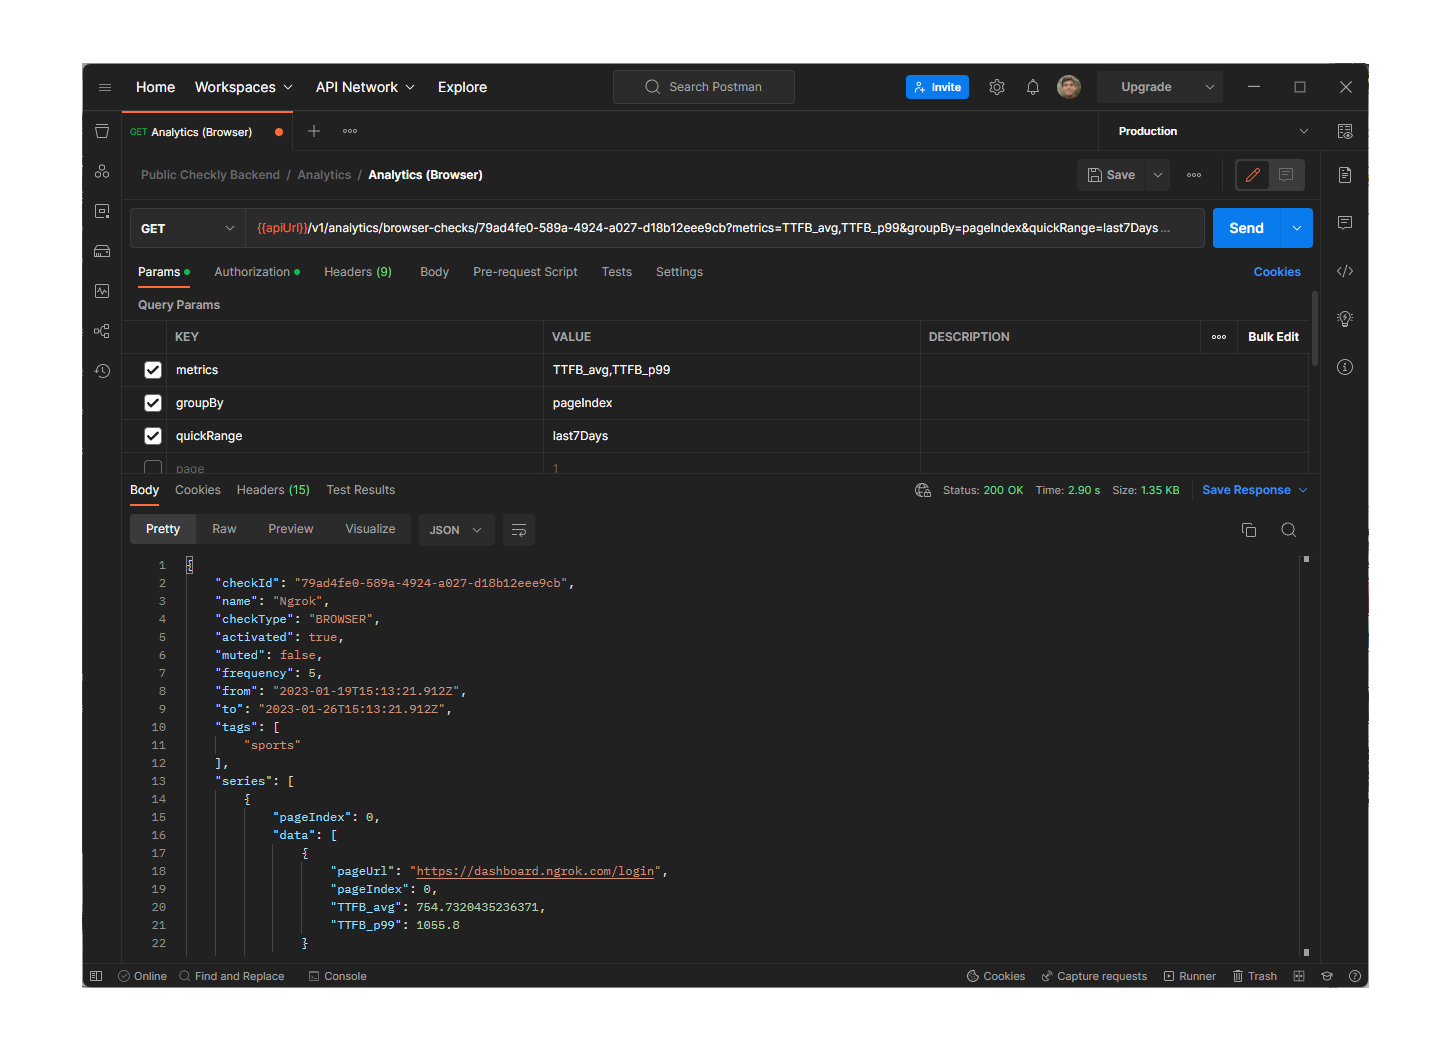 Home Workspaces API Network Explore Search Postman Invite Upgrade
GET Analytics (Browser) Production
Public Checkly Backend / Analytics / Analytics (Browser) Save
GET {{apiUrl}}/v1/analytics/browser-checks/79ad4fe0-589a-4924-a027-d18b12eee9cb?metrics=TTFB_avg,TTFB_p99&groupBy=pageIndex&quickRange=last7Days ... Send
Params Authorization Headers (9) Body Pre-request Script Tests Settings Cookies
Query Params
KEY VALUE DESCRIPTION Bulk Edit
metrics TTFB_avg,TTFB_p99
groupBy pageIndex
quickRange last7Days
page 1
Body Cookies Headers (15) Test Results Status: 200 OK Time: 2.90 s Size: 1.35 KB Save Response
Pretty Raw Preview Visualize JSON
1 {
2 "checkId": "79ad4fe0-589a-4924-a027-d18b12eee9cb",
3 "name": "Ngrok",
4 "checkType": "BROWSER",
5 "activated": true,
6 "muted": false,
7 "frequency": 5,
8 "from": "2023-01-19T15:13:21.912Z",
9 "to": "2023-01-26T15:13:21.912Z",
10 "tags": [
11 "sports"
12 ],
13 "series": [
14 {
15 "pageIndex": 0,
16 "data": [
17 {
18 "pageUrl": "https://dashboard.ngrok.com/login",
19 "pageIndex": 0,
20 "TTFB_avg": 754.7320435236371,
21 "TTFB_p99": 1055.8
22 }
Online Find and Replace Console Cookies Capture requests Runner Trash